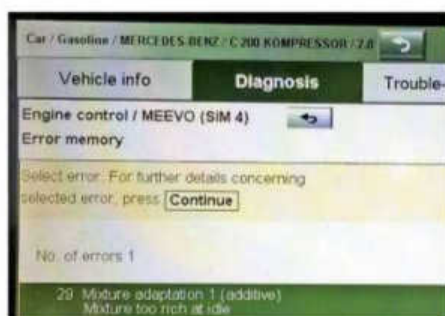 Car / Gasoline / MERCEDES-BENZ / C 200 KOMPRESSOR / 2.0
Vehicle info
Diagnosis
Trouble-
Engine control / MEEVO (SIM 4)
Error memory
Select error. For further details concerning
selected error, press Continue
No. of errors 1
29 Mixture adaptation 1 (additive)
Mixture too rich at idle